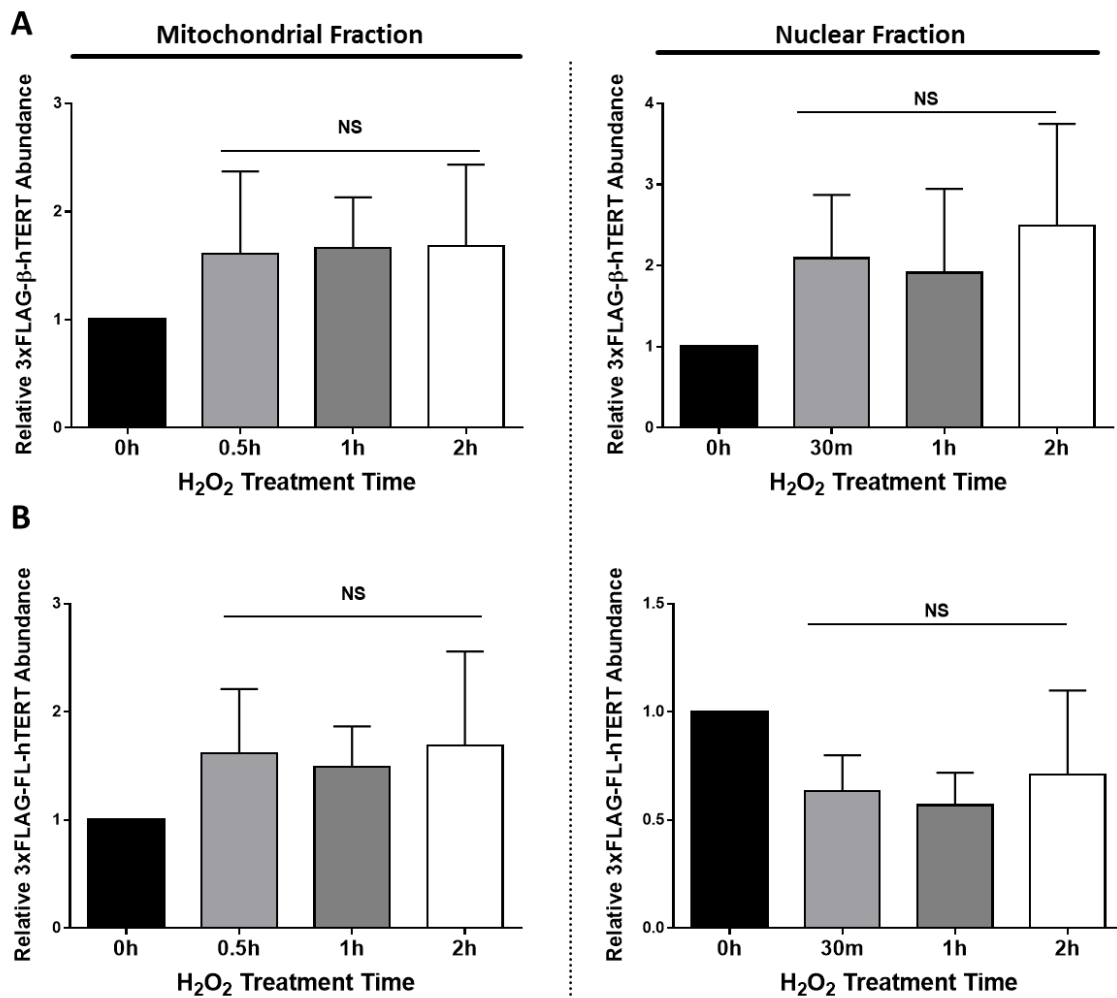 A
Mitochondrial Fraction
Nuclear Fraction
Relative 3xFLAG-β-hTERT Abundance
3
2
1
0
NS
0h
0.5h
1h
2h
H₂O₂ Treatment Time
Relative 3xFLAG-β-hTERT Abundance
4
3
2
1
0
NS
0h
30m
1h
2h
H₂O₂ Treatment Time
B
Relative 3xFLAG-FL-hTERT Abundance
3
2
1
0
NS
0h
0.5h
1h
2h
H₂O₂ Treatment Time
Relative 3xFLAG-FL-hTERT Abundance
1.5
1.0
0.5
0.0
NS
0h
30m
1h
2h
H₂O₂ Treatment Time